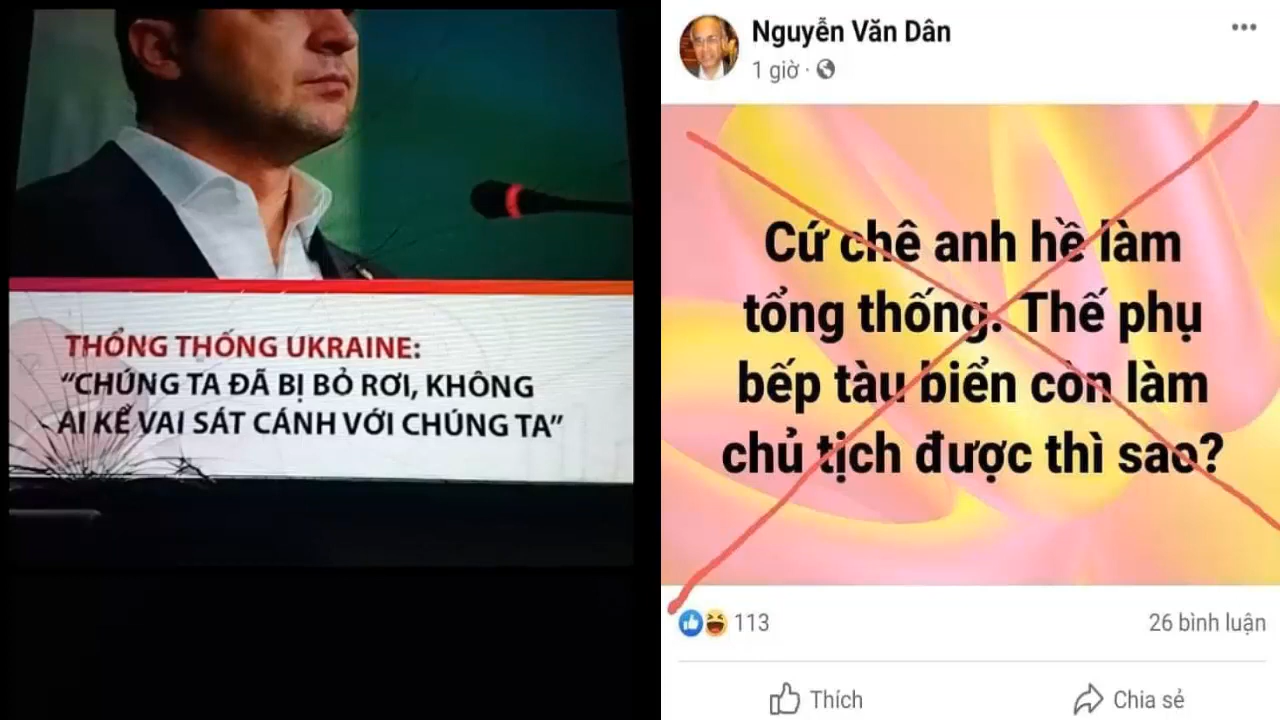 THỔNG THỐNG UKRAINE:
“CHÚNG TA ĐÃ BỊ BỎ RƠI, KHÔNG
AI KỀ VAI SÁT CÁNH VỚI CHÚNG TA”
Nguyễn Văn Dân
1 giờ ·
Cứ chê anh hề làm
tổng thống. Thế phụ
bếp tàu biển còn làm
chủ tịch được thì sao?
113
26 bình luận
Thích
Chia sẻ